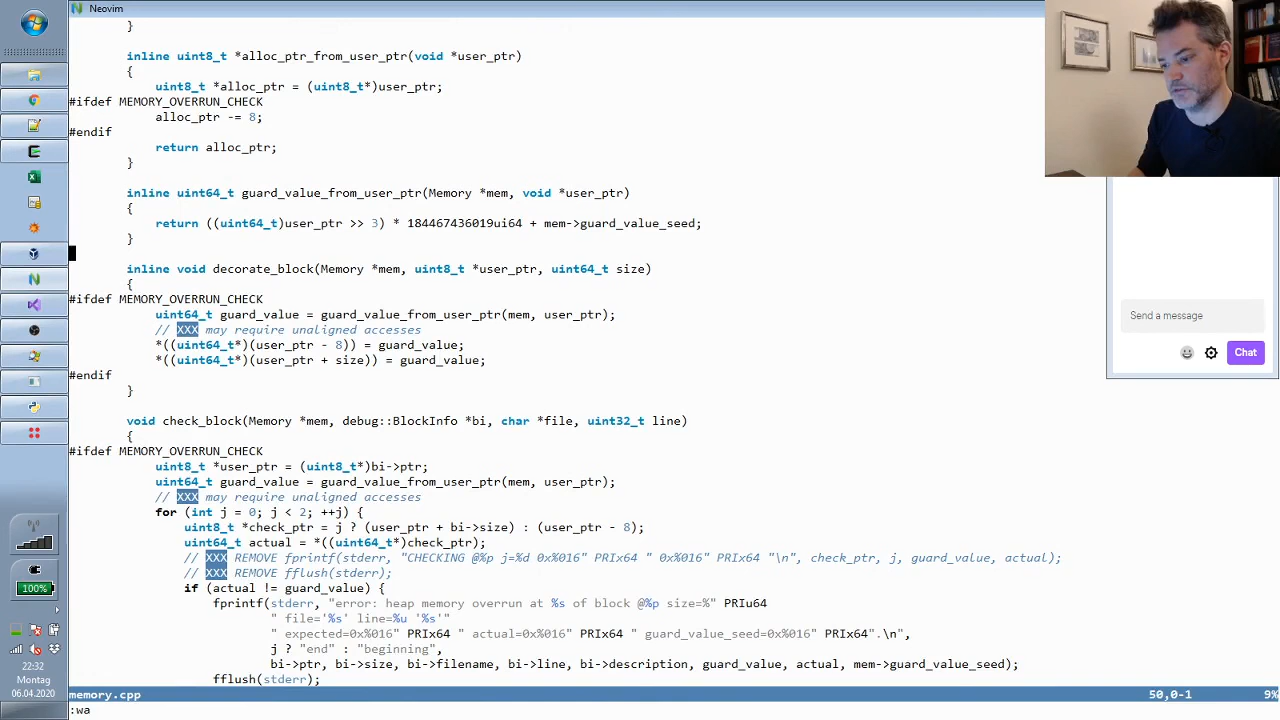 Neovim
}
inline uint8_t *alloc_ptr_from_user_ptr(void *user_ptr)
{
uint8_t *alloc_ptr = (uint8_t*)user_ptr;
#ifdef MEMORY_OVERRUN_CHECK
alloc_ptr -= 8;
#endif
return alloc_ptr;
}
inline uint64_t guard_value_from_user_ptr(Memory *mem, void *user_ptr)
{
return ((uint64_t)user_ptr >> 3) * 184467436019ui64 + mem->guard_value_seed;
}
inline void decorate_block(Memory *mem, uint8_t *user_ptr, uint64_t size)
{
#ifdef MEMORY_OVERRUN_CHECK
uint64_t guard_value = guard_value_from_user_ptr(mem, user_ptr);
// XXX may require unaligned accesses
*((uint64_t*)(user_ptr - 8)) = guard_value;
*((uint64_t*)(user_ptr + size)) = guard_value;
#endif
}
void check_block(Memory *mem, debug::BlockInfo *bi, char *file, uint32_t line)
{
#ifdef MEMORY_OVERRUN_CHECK
uint8_t *user_ptr = (uint8_t*)bi->ptr;
uint64_t guard_value = guard_value_from_user_ptr(mem, user_ptr);
// XXX may require unaligned accesses
for (int j = 0; j < 2; ++j) {
uint8_t *check_ptr = j ? (user_ptr + bi->size) : (user_ptr - 8);
uint64_t actual = *((uint64_t*)check_ptr);
// XXX REMOVE fprintf(stderr, "CHECKING @%p j=%d 0x%016" PRIx64 " 0x%016" PRIx64 "\n", check_ptr, j, guard_value, actual);
// XXX REMOVE fflush(stderr);
if (actual != guard_value) {
fprintf(stderr, "error: heap memory overrun at %s of block @%p size=%" PRIu64
" file='%s' line=%u '%s'"
" expected=0x%016" PRIx64 " actual=0x%016" PRIx64 " guard_value_seed=0x%016" PRIx64".\n",
j ? "end" : "beginning",
bi->ptr, bi->size, bi->filename, bi->line, bi->description, guard_value, actual, mem->guard_value_seed);
fflush(stderr);
memory.cpp 50,0-1 9%
:wa
Send a message
Chat
100%
22:32
Montag
06.04.2020